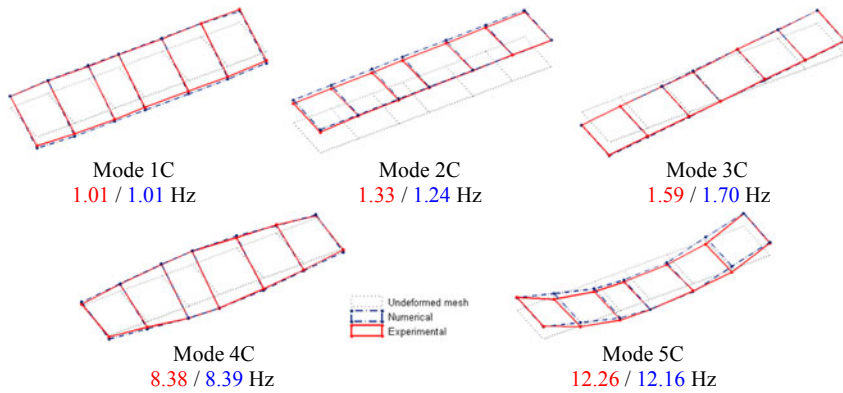 Mode 1C
1.01 / 1.01 Hz
Mode 2C
1.33 / 1.24 Hz
Mode 3C
1.59 / 1.70 Hz
Undeformed mesh
Numerical
Experimental
Mode 4C
8.38 / 8.39 Hz
Mode 5C
12.26 / 12.16 Hz